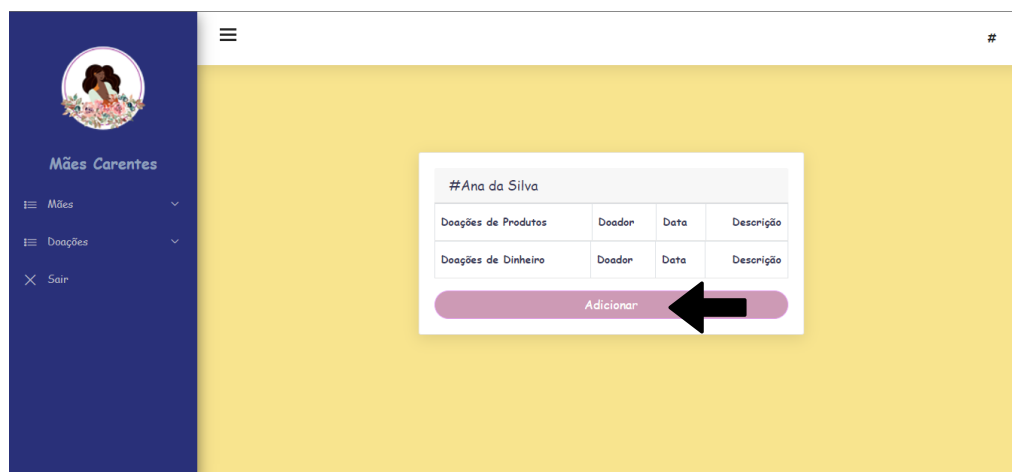 #
Mães Carentes
Mães
Doações
Sair
#Ana da Silva
Doações de Produtos Doador Data Descrição
Doações de Dinheiro Doador Data Descrição
Adicionar